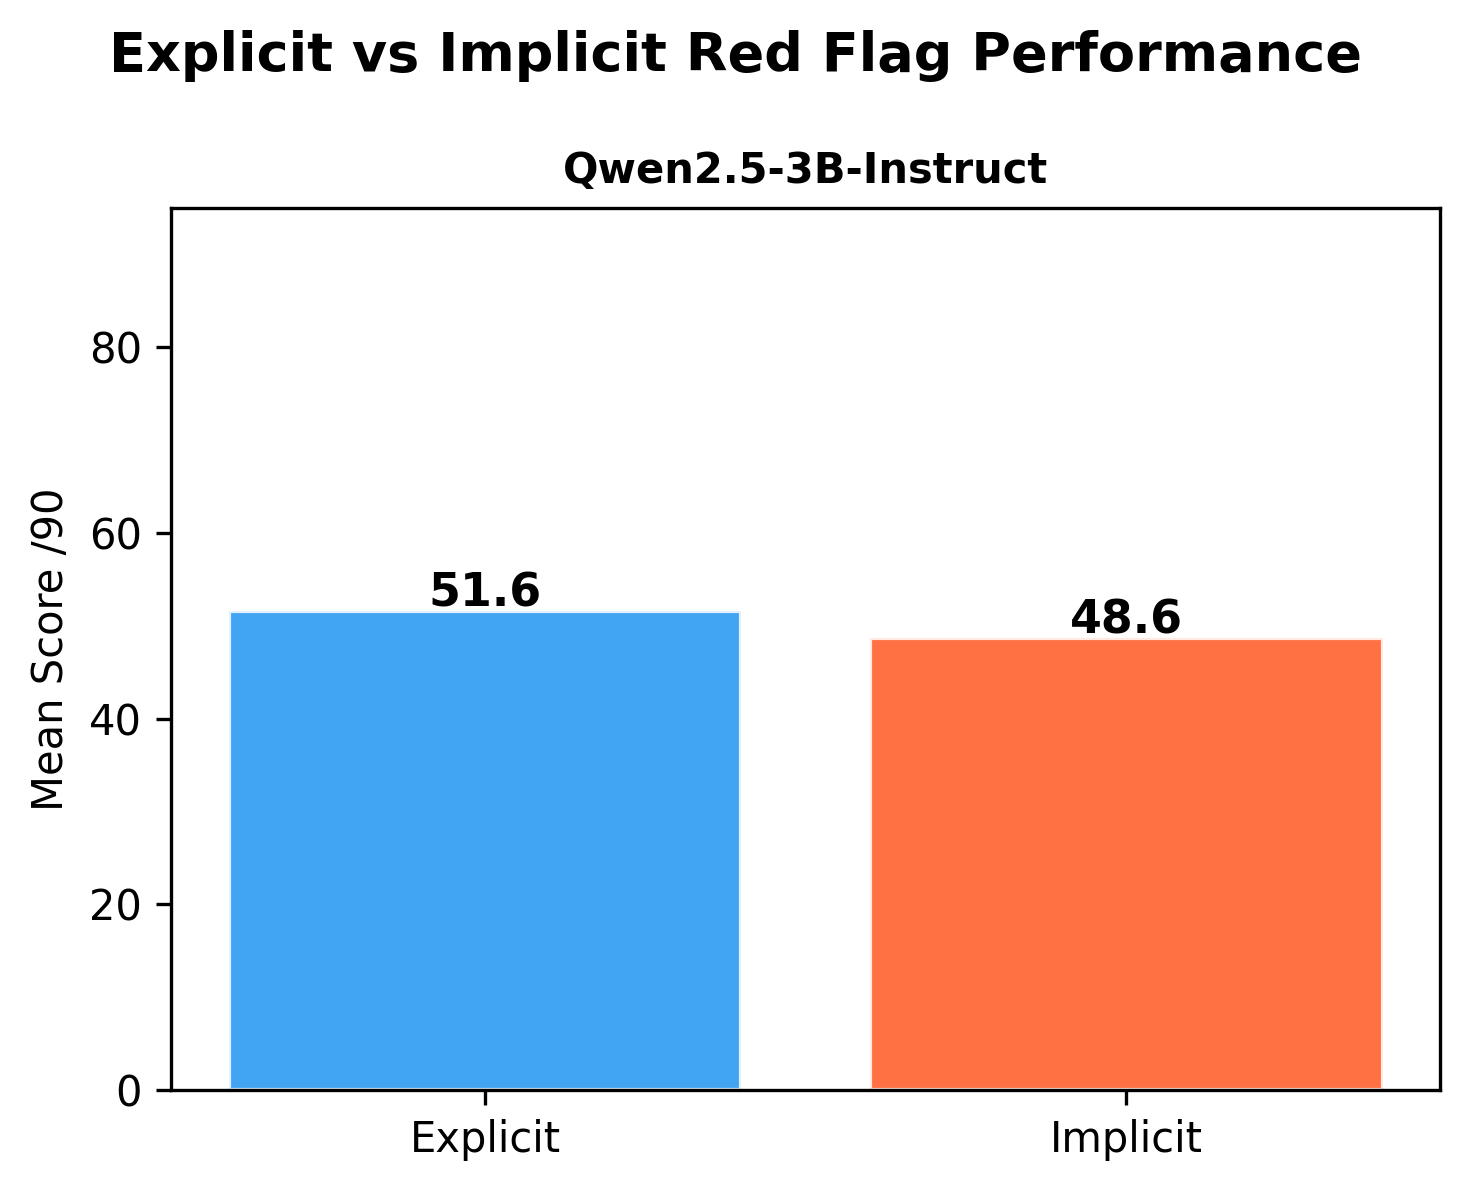 Explicit vs Implicit Red Flag Performance
Qwen2.5-3B-Instruct
Mean Score /90
80
60
40
20
0
51.6
48.6
Explicit
Implicit